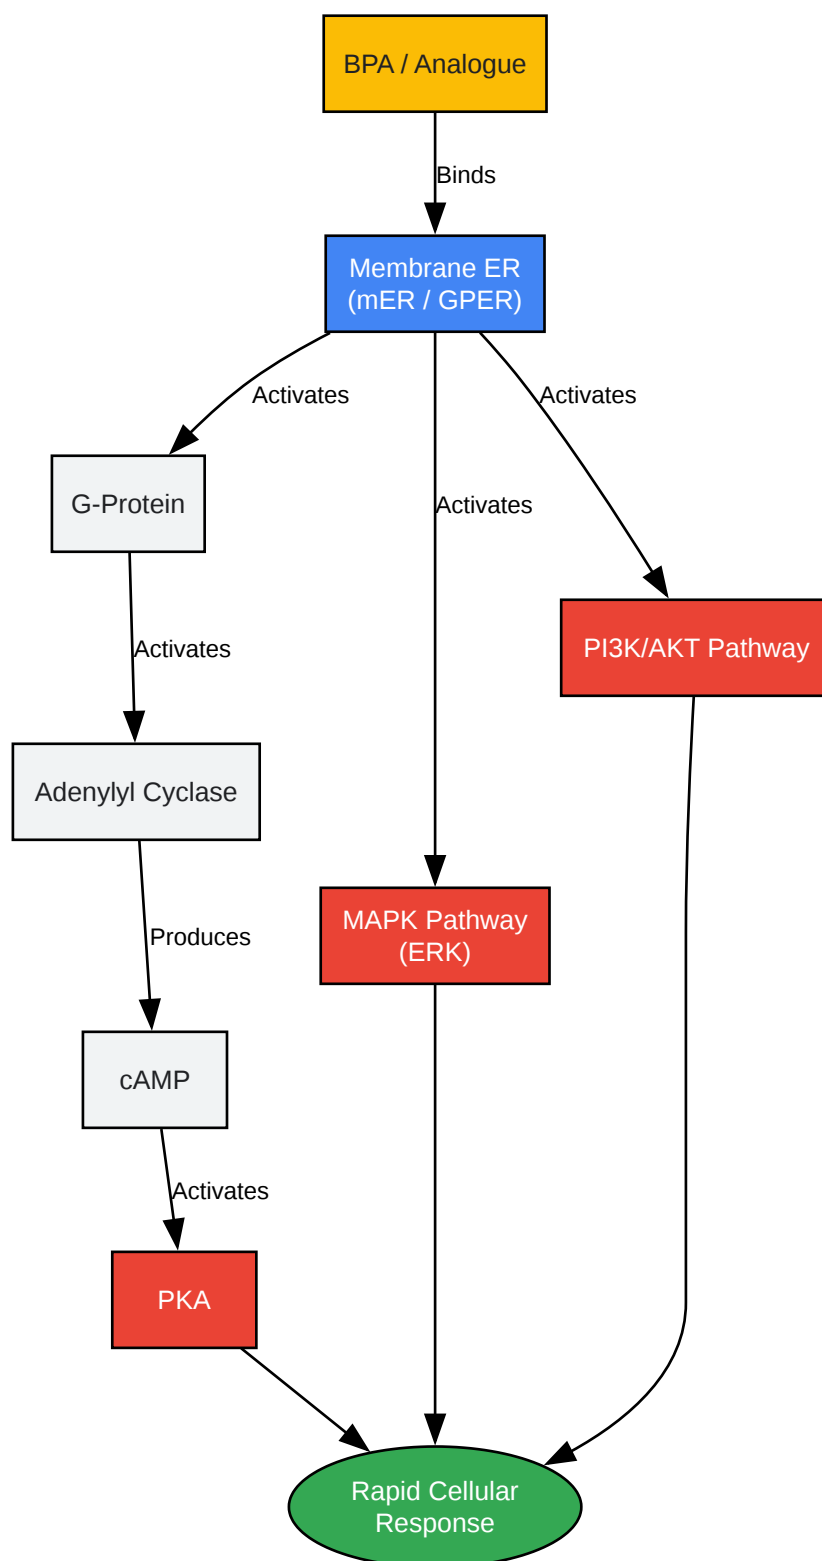 BPA / Analogue
Binds
Membrane ER
(mER / GPER)
Activates
Activates
G-Protein
Activates
Activates
PI3K/AKT Pathway
Adenylyl Cyclase
Produces
MAPK Pathway
(ERK)
cAMP
Activates
PKA
Rapid Cellular
Response